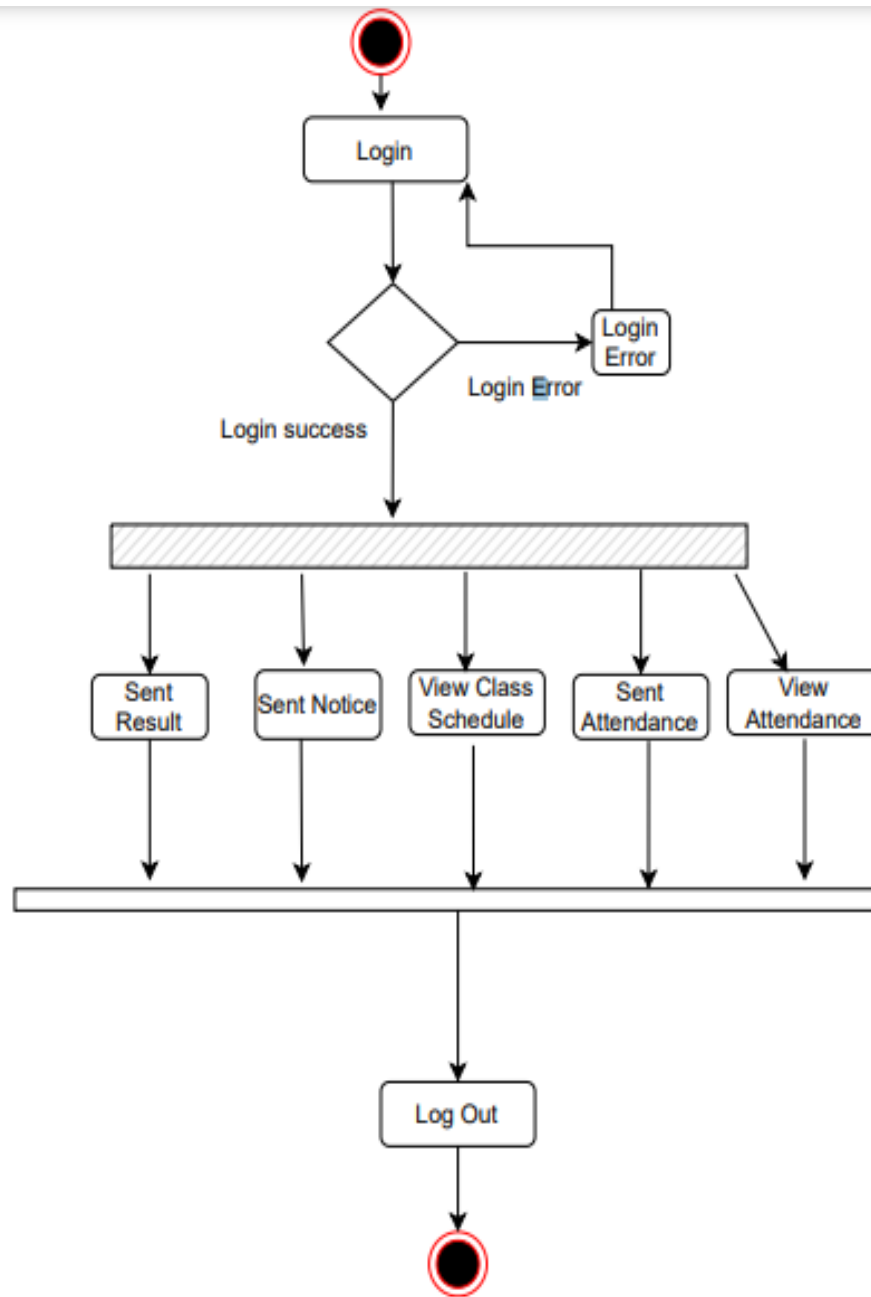 Login
Login
Error
Login Error
Login success
Sent
Result
Sent Notice
View Class
Schedule
Sent
Attendance
View
Attendance
Log Out